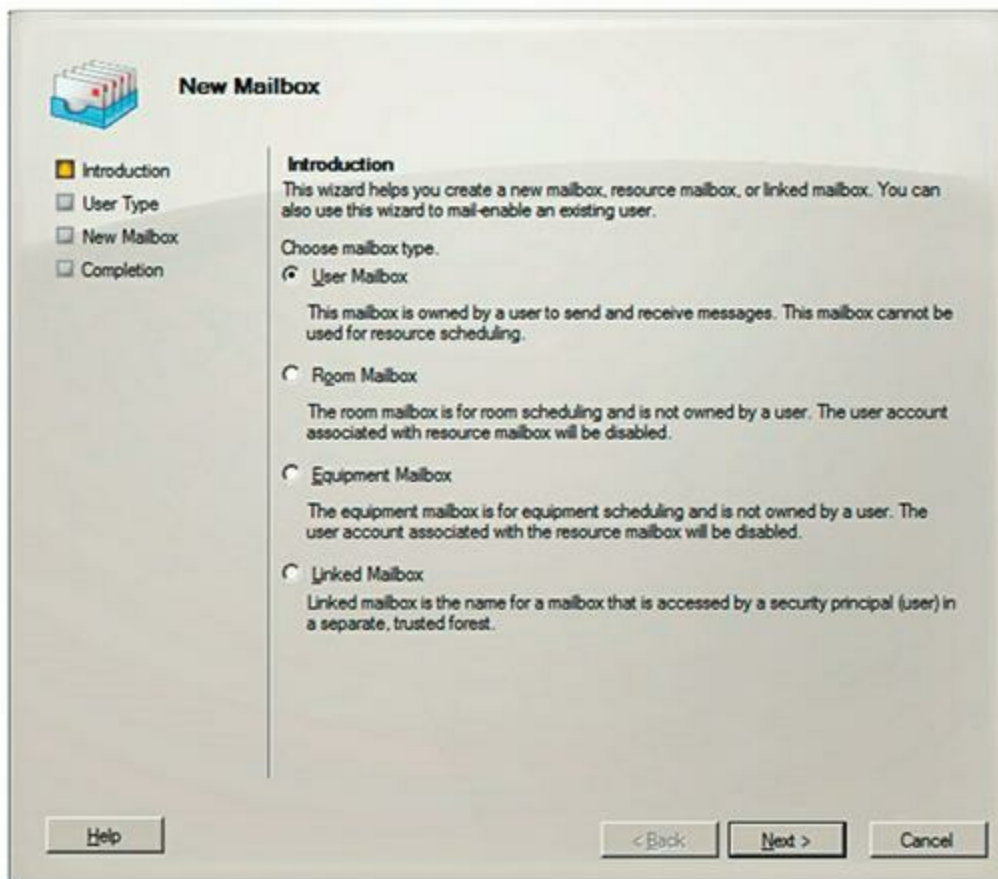 New Mailbox
Introduction
User Type
New Mailbox
Completion
Introduction
This wizard helps you create a new mailbox, resource mailbox, or linked mailbox. You can
also use this wizard to mail-enable an existing user.
Choose mailbox type.
User Mailbox
This mailbox is owned by a user to send and receive messages. This mailbox cannot be
used for resource scheduling.
Room Mailbox
The room mailbox is for room scheduling and is not owned by a user. The user account
associated with resource mailbox will be disabled.
Equipment Mailbox
The equipment mailbox is for equipment scheduling and is not owned by a user. The
user account associated with the resource mailbox will be disabled.
Linked Mailbox
Linked mailbox is the name for a mailbox that is accessed by a security principal (user) in
a separate, trusted forest.
Help
< Back
Next >
Cancel